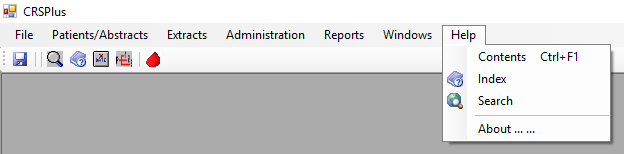 CRSPlus
File Patients/Abstracts Extracts Administration Reports Windows Help
Contents Ctrl+F1
Index
Search
About ... ...